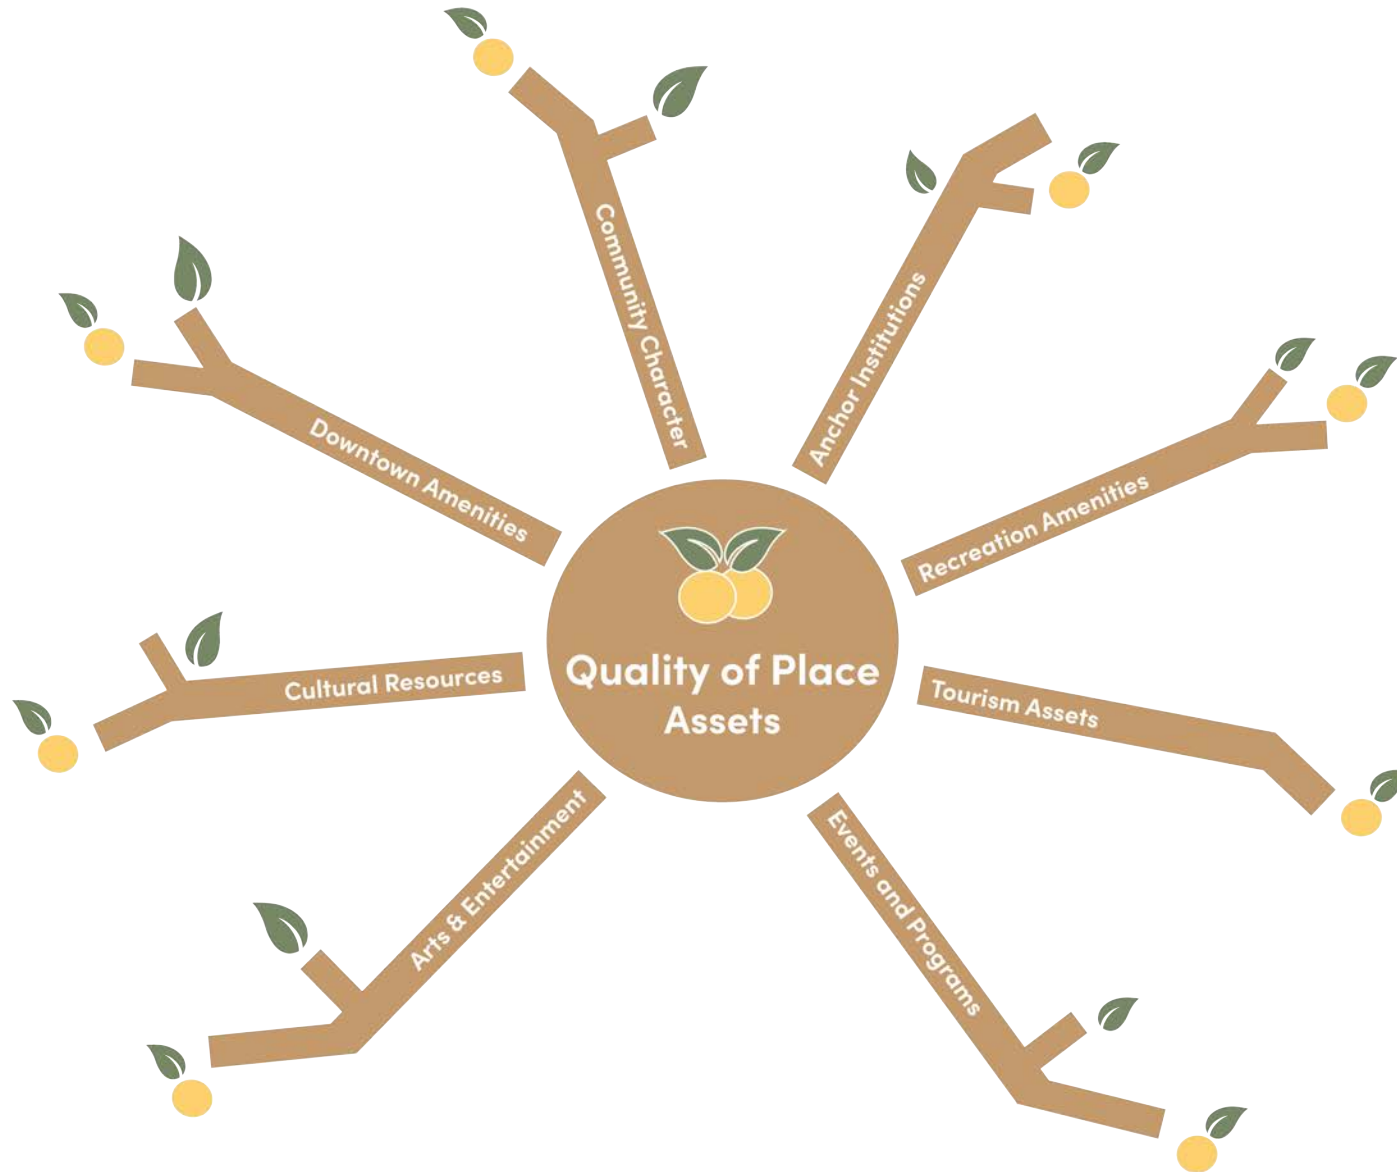 Community Character
Anchor Institutions
Downtown Amenities
Recreation Amenities
Quality of Place
Assets
Cultural Resources
Tourism Assets
Arts & Entertainment
Events and Programs